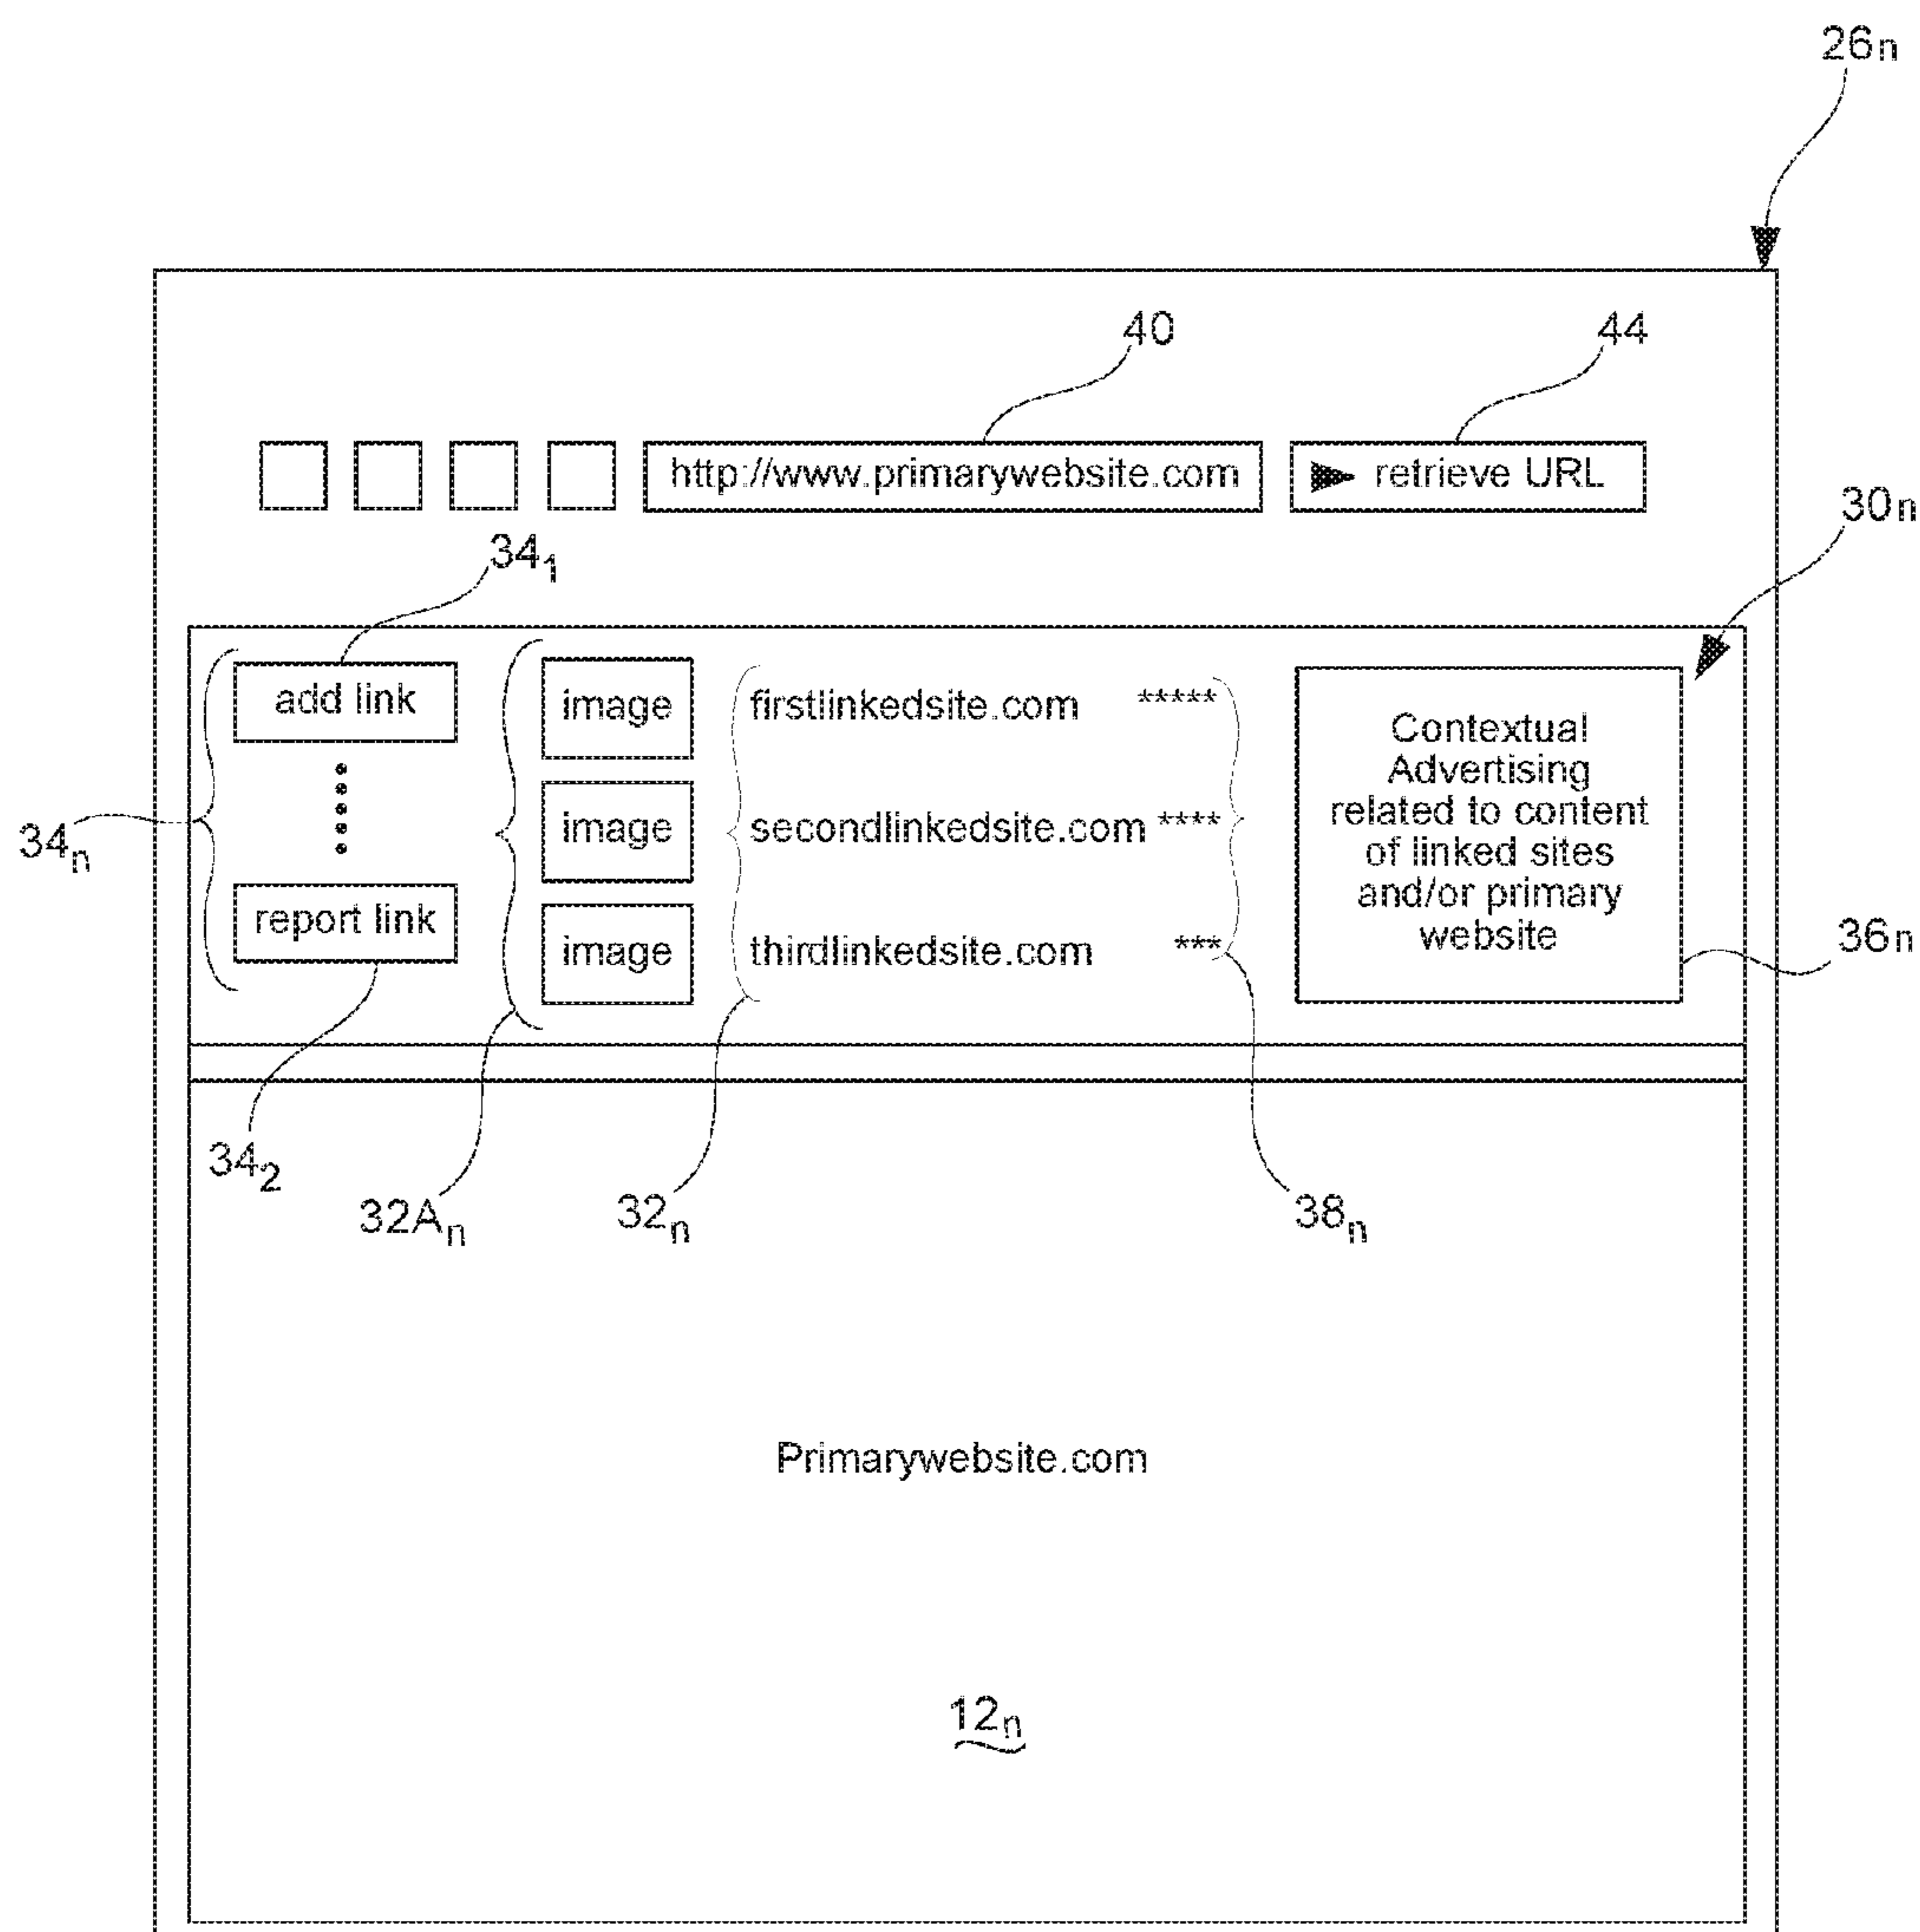 26n
40
44
http://www.primarywebsite.com
retrieve URL
30n
34₁
add link
image
firstlinkedsite.com *****
Contextual
Advertising
related to content
of linked sites
and/or primary
website
34n
image
secondlinkedsite.com ****
report link
image
thirdlinkedsite.com ***
36n
34₂
32An
32n
38n
Primarywebsite.com
12n